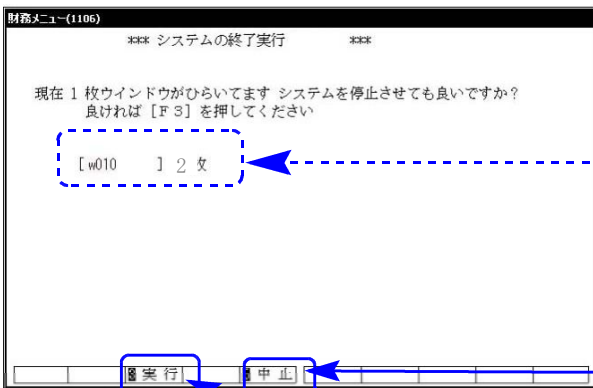 財務メニュー(1106)
*** システムの終了実行 ***
現在 1 枚ウインドウがひらいてます システムを停止させても良いですか？
良ければ [F3] を押してください
[w010 ] 2 枚
実行 中止